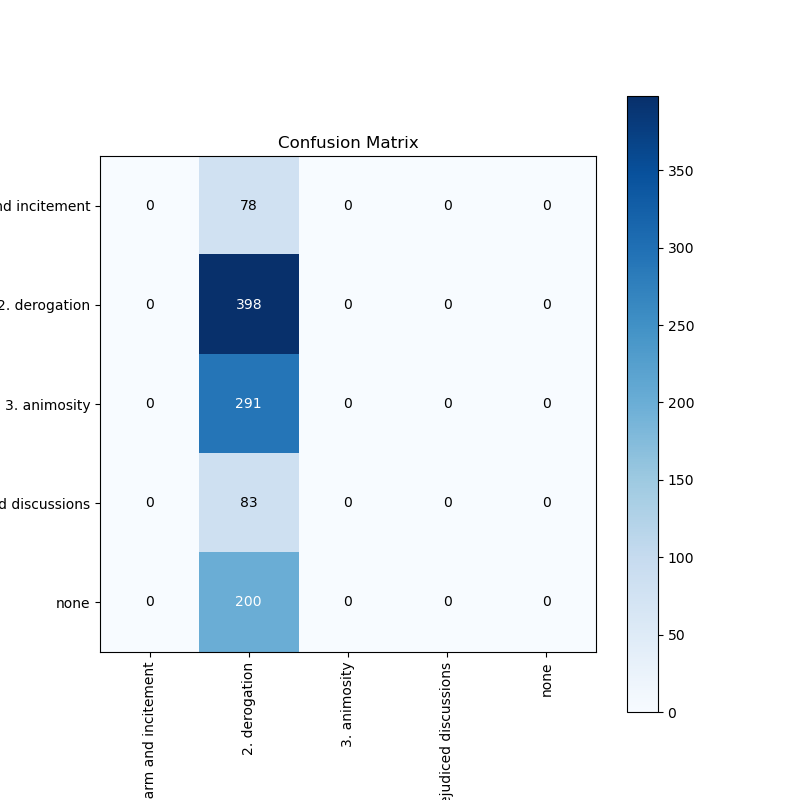 Confusion Matrix
nd incitement 0 78 0 0 0
2. derogation 0 398 0 0 0
3. animosity 0 291 0 0 0
d discussions 0 83 0 0 0
none 0 200 0 0 0
arm and incitement
2. derogation
3. animosity
ejudiced discussions
none
350
300
250
200
150
100
50
0